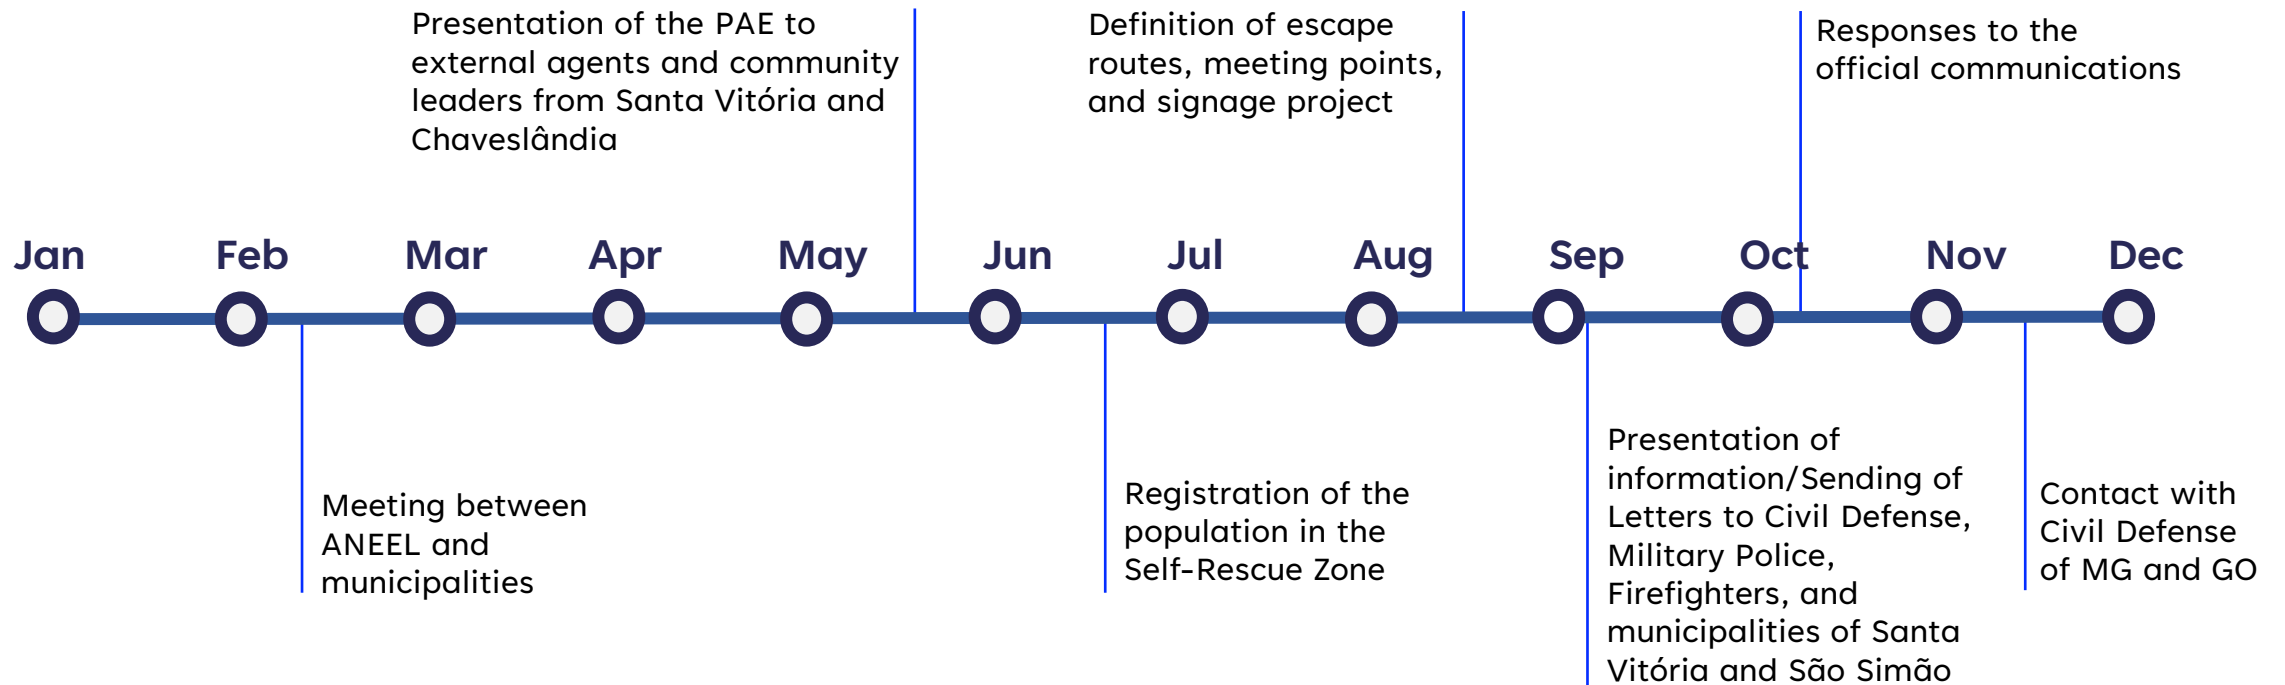 Presentation of the PAE to
external agents and community
leaders from Santa Vitória and
Chaveslândia
Definition of escape
routes, meeting points,
and signage project
Responses to the
official communications
Jan
Feb
Mar
Apr
May
Jun
Jul
Aug
Sep
Oct
Nov
Dec
Meeting between
ANEEL and
municipalities
Registration of the
population in the
Self-Rescue Zone
Presentation of
information/Sending of
Letters to Civil Defense,
Military Police,
Firefighters, and
municipalities of Santa
Vitória and São Simão
Contact with
Civil Defense
of MG and GO